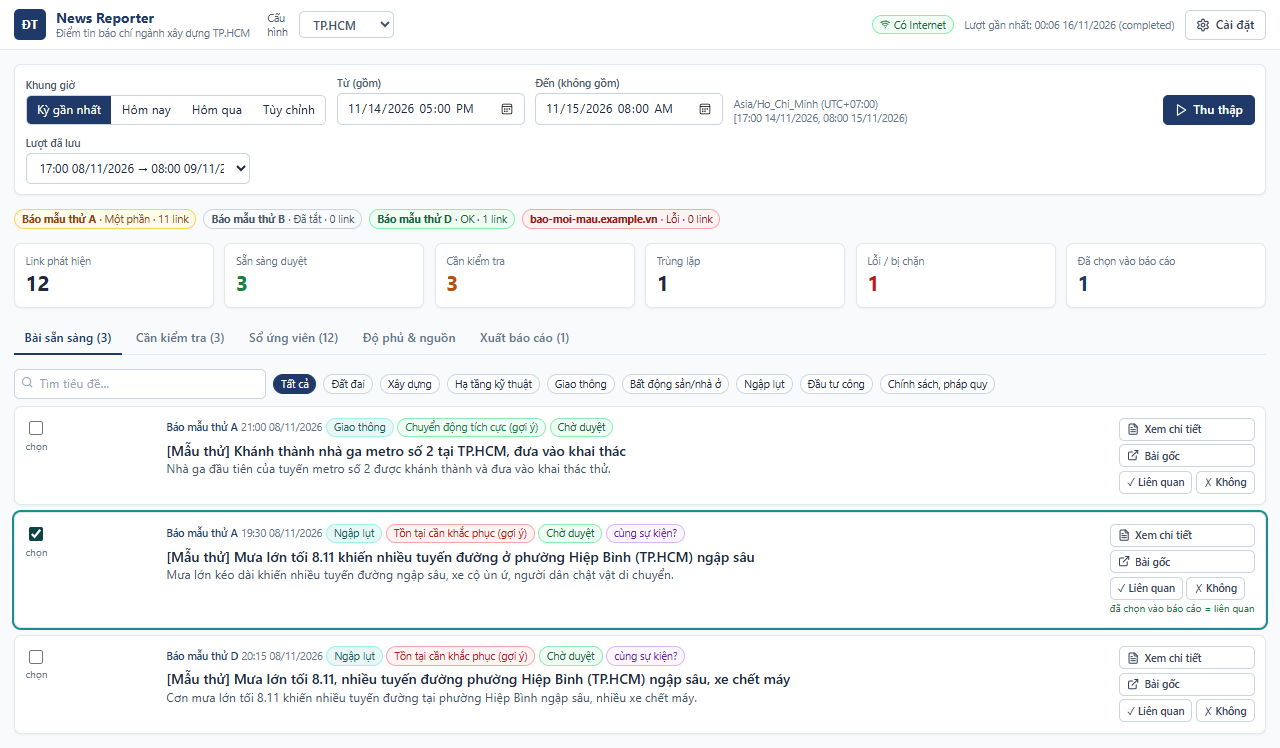 ĐT
News Reporter
Điểm tin báo chí ngành xây dựng TP.HCM
Cấu hình
TP.HCM
Có Internet
Lượt gần nhất: 00:06 16/11/2026 (completed)
Cài đặt
Khung giờ
Kỳ gần nhất
Hôm nay
Hôm qua
Tùy chỉnh
Từ (gồm)
11/14/2026 05:00 PM
Đến (không gồm)
11/15/2026 08:00 AM
Asia/Ho_Chi_Minh (UTC+07:00)
[17:00 14/11/2026, 08:00 15/11/2026)
Thu thập
Lượt đã lưu
17:00 08/11/2026 → 08:00 09/11/2
Báo mẫu thử A · Một phần · 11 link
Báo mẫu thử B · Đã tắt · 0 link
Báo mẫu thử D · OK · 1 link
bao-moi-mau.example.vn · Lỗi · 0 link
Link phát hiện
12
Sẵn sàng duyệt
3
Cần kiểm tra
3
Trùng lặp
1
Lỗi / bị chặn
1
Đã chọn vào báo cáo
1
Bài sẵn sàng (3)
Cần kiểm tra (3)
Sổ ứng viên (12)
Độ phủ & nguồn
Xuất báo cáo (1)
Tìm tiêu đề...
Tất cả
Đất đai
Xây dựng
Hạ tầng kỹ thuật
Giao thông
Bất động sản/nhà ở
Ngập lụt
Đầu tư công
Chính sách, pháp quy
chọn
Báo mẫu thử A 21:00 08/11/2026 Giao thông Chuyển động tích cực (gợi ý) Chờ duyệt
[Mẫu thử] Khánh thành nhà ga metro số 2 tại TP.HCM, đưa vào khai thác
Nhà ga đầu tiên của tuyến metro số 2 được khánh thành và đưa vào khai thác thử.
Xem chi tiết
Bài gốc
✓ Liên quan
✗ Không
chọn
Báo mẫu thử A 19:30 08/11/2026 Ngập lụt Tồn tại cần khắc phục (gợi ý) Chờ duyệt cùng sự kiện?
[Mẫu thử] Mưa lớn tối 8.11 khiến nhiều tuyến đường ở phường Hiệp Bình (TP.HCM) ngập sâu
Mưa lớn kéo dài khiến nhiều tuyến đường ngập sâu, xe cộ ùn ứ, người dân chật vật di chuyển.
Xem chi tiết
Bài gốc
✓ Liên quan
✗ Không
đã chọn vào báo cáo = liên quan
chọn
Báo mẫu thử D 20:15 08/11/2026 Ngập lụt Tồn tại cần khắc phục (gợi ý) Chờ duyệt cùng sự kiện?
[Mẫu thử] Mưa lớn tối 8.11, nhiều tuyến đường phường Hiệp Bình (TP.HCM) ngập sâu, xe chết máy
Cơn mưa lớn tối 8.11 khiến nhiều tuyến đường tại phường Hiệp Bình ngập sâu, nhiều xe chết máy.
Xem chi tiết
Bài gốc
✓ Liên quan
✗ Không